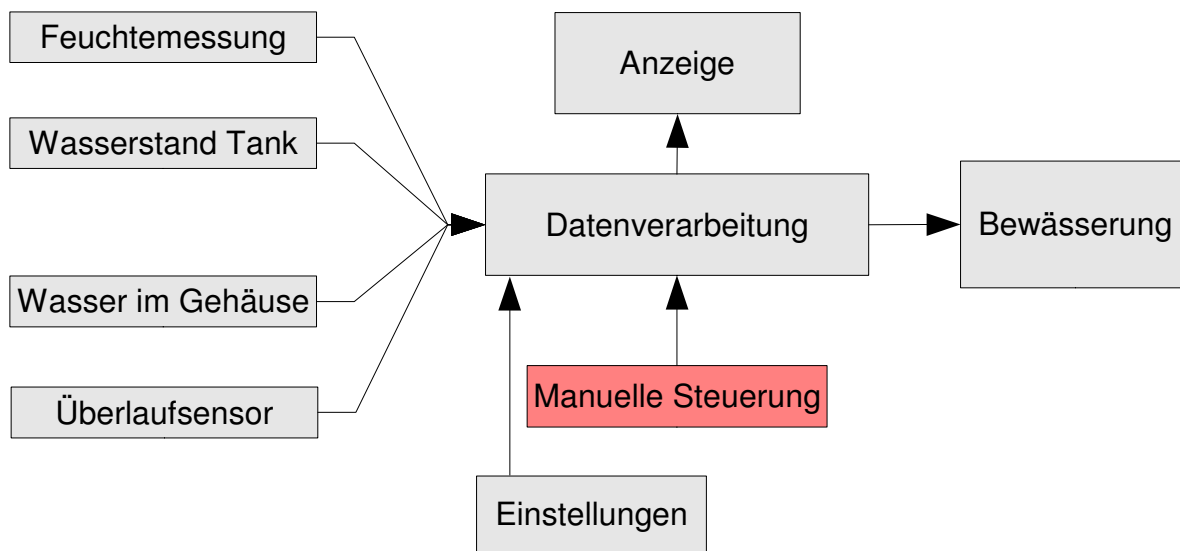 Feuchtemessung
Anzeige
Wasserstand Tank
Datenverarbeitung
Bewässerung
Wasser im Gehäuse
Manuelle Steuerung
Überlaufsensor
Einstellungen